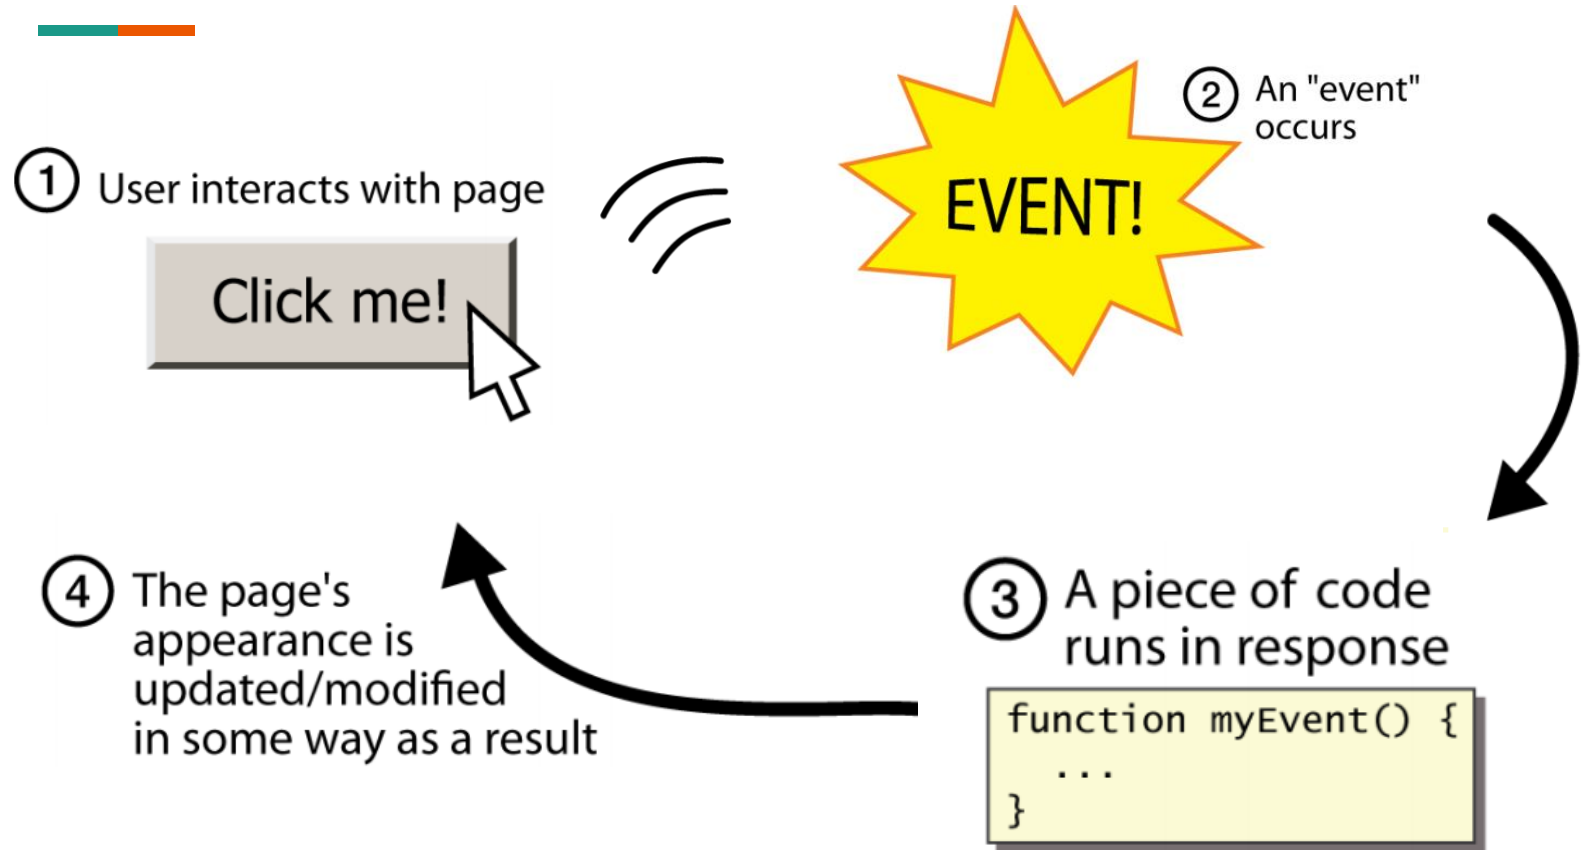 1 User interacts with page
Click me!
EVENT!
2 An "event"
occurs
3 A piece of code
runs in response
function myEvent() {
...
}
4 The page's
appearance is
updated/modified
in some way as a result